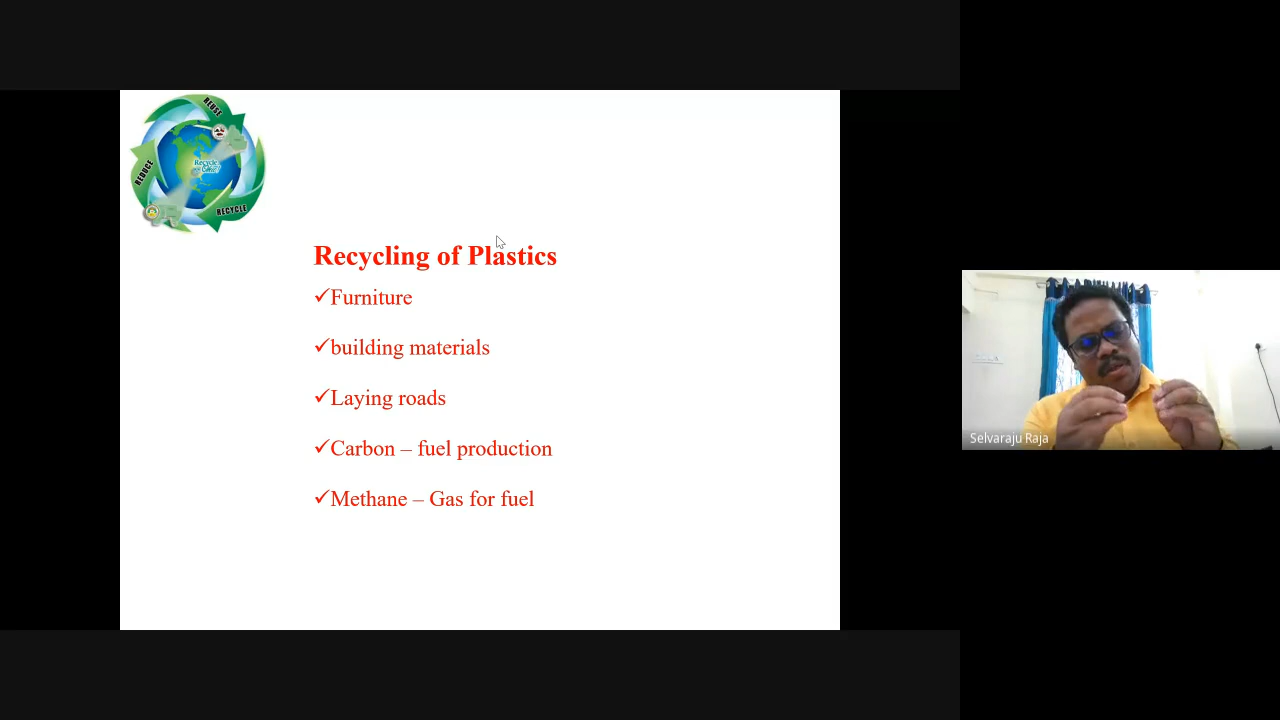 REUSE
REDUCE
RECYCLE
Recycling of Plastics
✓Furniture
✓building materials
✓Laying roads
✓Carbon – fuel production
✓Methane – Gas for fuel
Selvaraju Raja